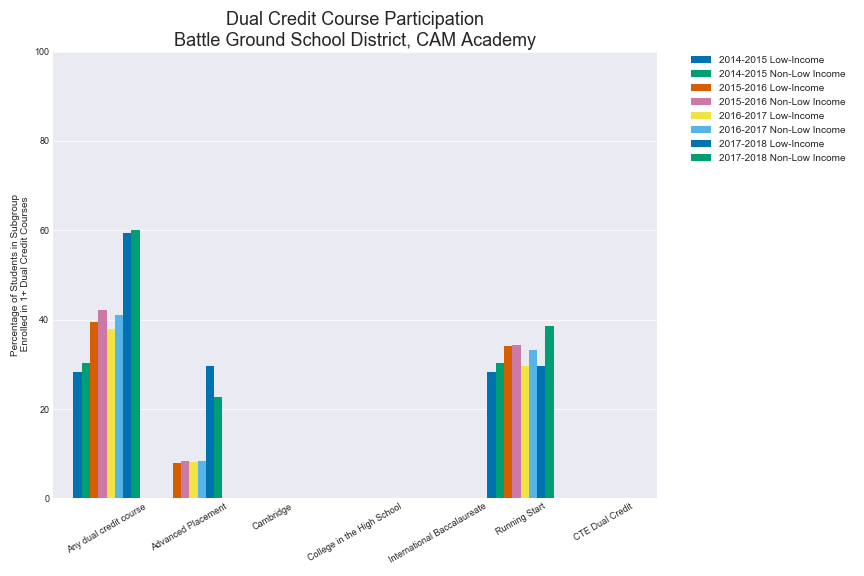 Dual Credit Course Participation
Battle Ground School District, CAM Academy
100
80
60
40
20
0
Percentage of Students in Subgroup
Enrolled in 1+ Dual Credit Courses
Any dual credit course
Advanced Placement
Cambridge
College in the High School
International Baccalaureate
Running Start
CTE Dual Credit
2014-2015 Low-Income
2014-2015 Non-Low Income
2015-2016 Low-Income
2015-2016 Non-Low Income
2016-2017 Low-Income
2016-2017 Non-Low Income
2017-2018 Low-Income
2017-2018 Non-Low Income